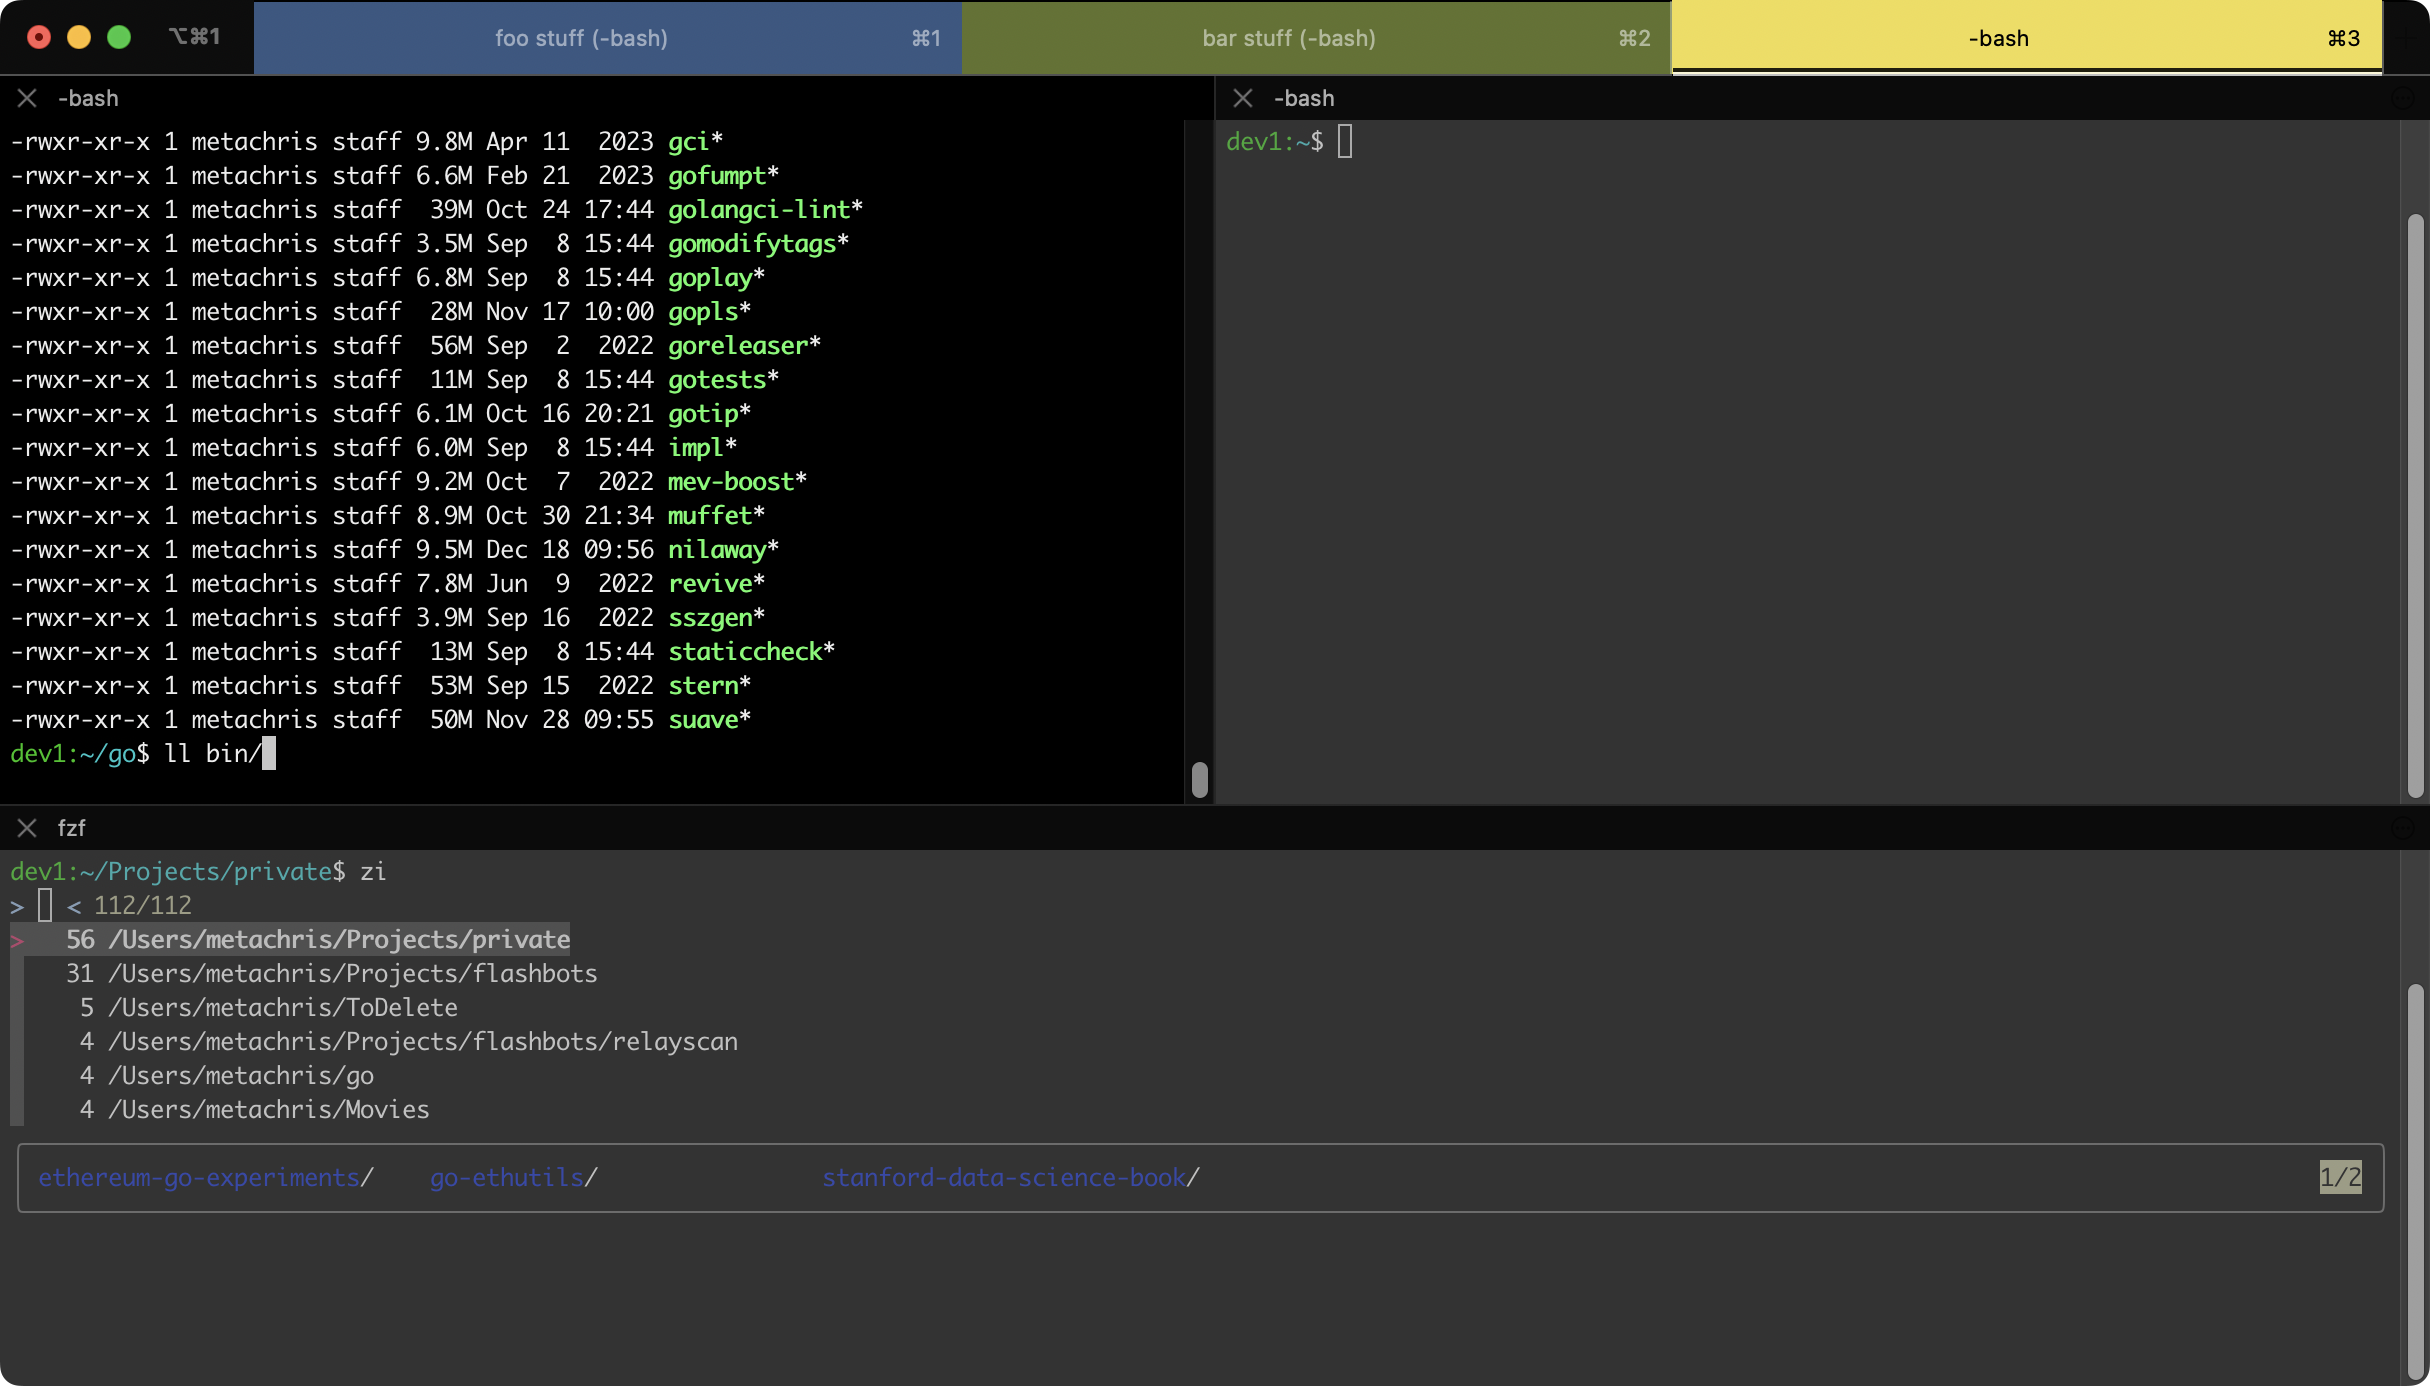 ⌥⌘1
foo stuff (-bash) ⌘1
bar stuff (-bash) ⌘2
-bash ⌘3
-bash
-rwxr-xr-x 1 metachris staff 9.8M Apr 11  2023 gci*
-rwxr-xr-x 1 metachris staff 6.6M Feb 21  2023 gofumpt*
-rwxr-xr-x 1 metachris staff  39M Oct 24 17:44 golangci-lint*
-rwxr-xr-x 1 metachris staff 3.5M Sep  8 15:44 gomodifytags*
-rwxr-xr-x 1 metachris staff 6.8M Sep  8 15:44 goplay*
-rwxr-xr-x 1 metachris staff  28M Nov 17 10:00 gopls*
-rwxr-xr-x 1 metachris staff  56M Sep  2  2022 goreleaser*
-rwxr-xr-x 1 metachris staff  11M Sep  8 15:44 gotests*
-rwxr-xr-x 1 metachris staff 6.1M Oct 16 20:21 gotip*
-rwxr-xr-x 1 metachris staff 6.0M Sep  8 15:44 impl*
-rwxr-xr-x 1 metachris staff 9.2M Oct  7  2022 mev-boost*
-rwxr-xr-x 1 metachris staff 8.9M Oct 30 21:34 muffet*
-rwxr-xr-x 1 metachris staff 9.5M Dec 18 09:56 nilaway*
-rwxr-xr-x 1 metachris staff 7.8M Jun  9  2022 revive*
-rwxr-xr-x 1 metachris staff 3.9M Sep 16  2022 sszgen*
-rwxr-xr-x 1 metachris staff  13M Sep  8 15:44 staticcheck*
-rwxr-xr-x 1 metachris staff  53M Sep 15  2022 stern*
-rwxr-xr-x 1 metachris staff  50M Nov 28 09:55 suave*
dev1:~/go$ ll bin/
-bash
dev1:~$
fzf
dev1:~/Projects/private$ zi
>   < 112/112
>   56 /Users/metachris/Projects/private
31 /Users/metachris/Projects/flashbots
5 /Users/metachris/ToDelete
4 /Users/metachris/Projects/flashbots/relayscan
4 /Users/metachris/go
4 /Users/metachris/Movies
ethereum-go-experiments/    go-ethutils/    stanford-data-science-book/    1/2